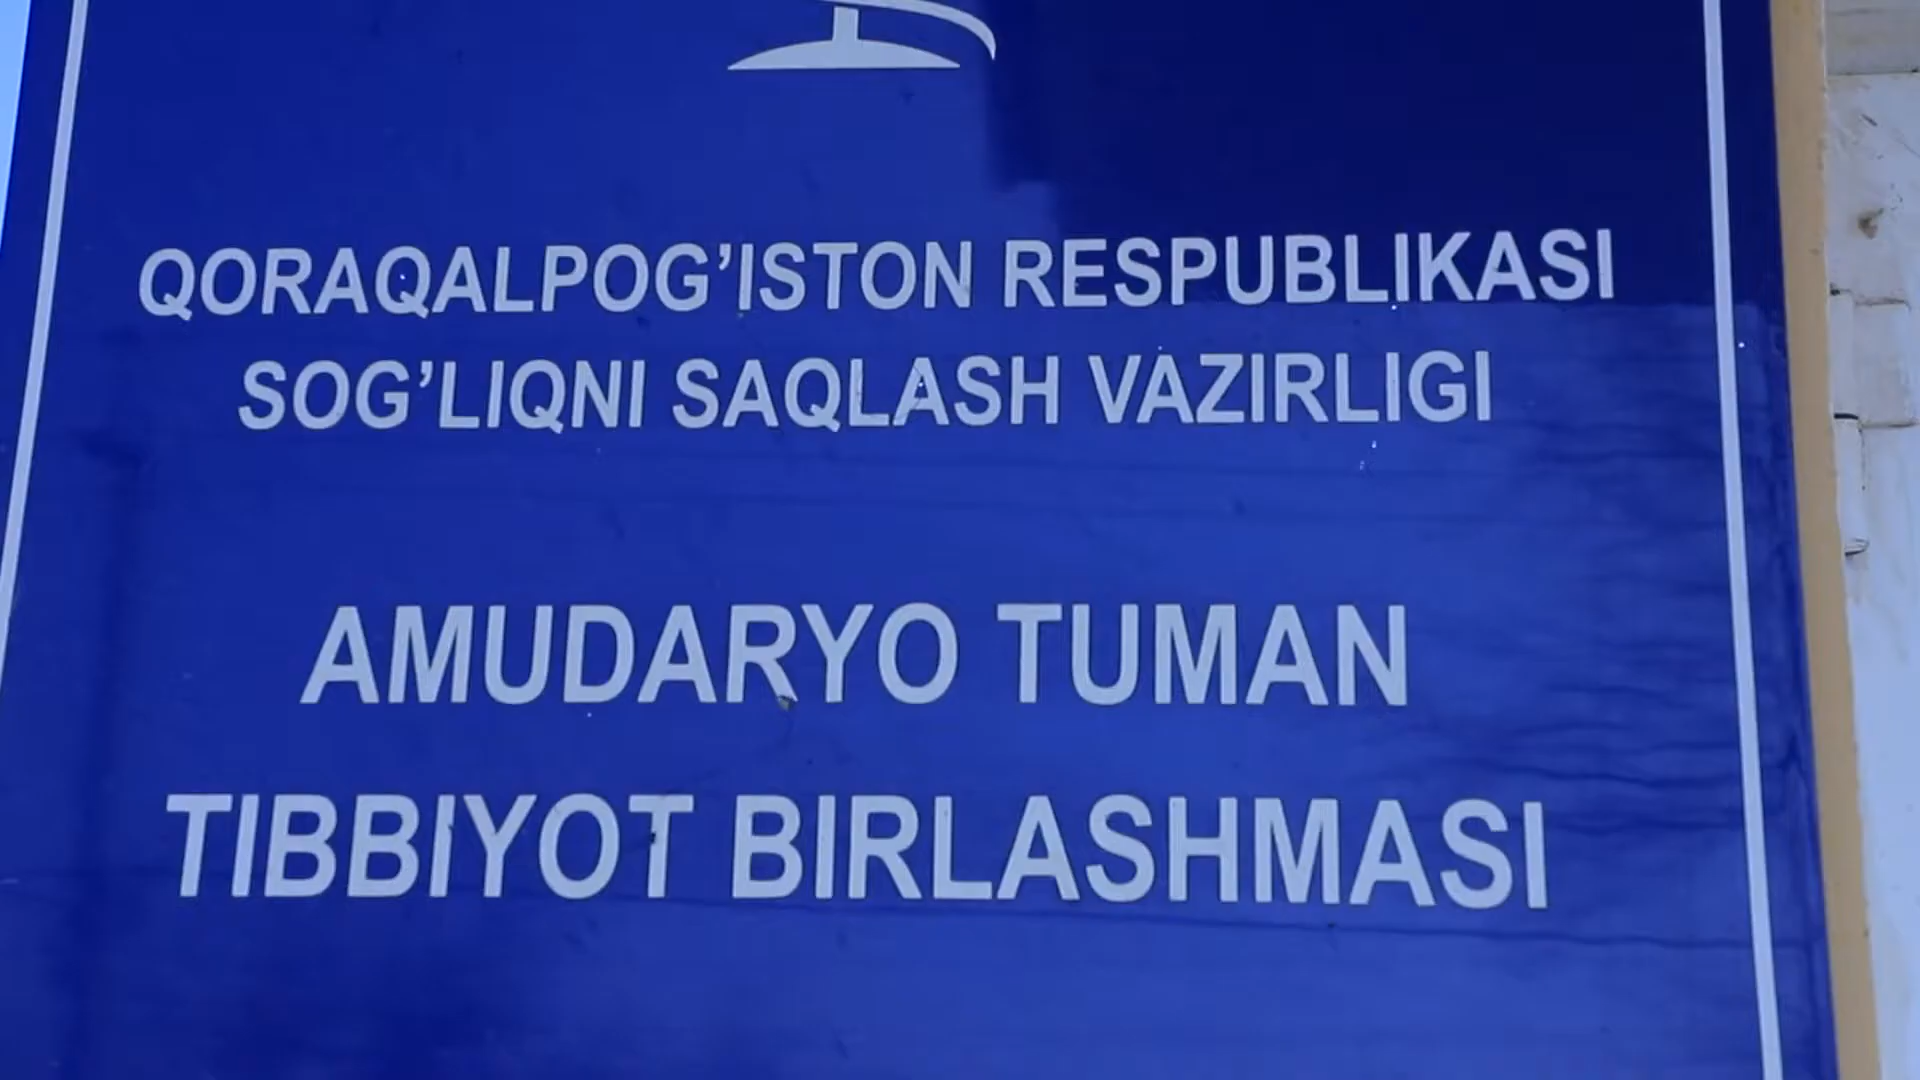 QORAQALPOG’ISTON RESPUBLIKASI
SOG’LIQNI SAQLASH VAZIRLIGI
AMUDARYO TUMAN
TIBBIYOT BIRLASHMASI